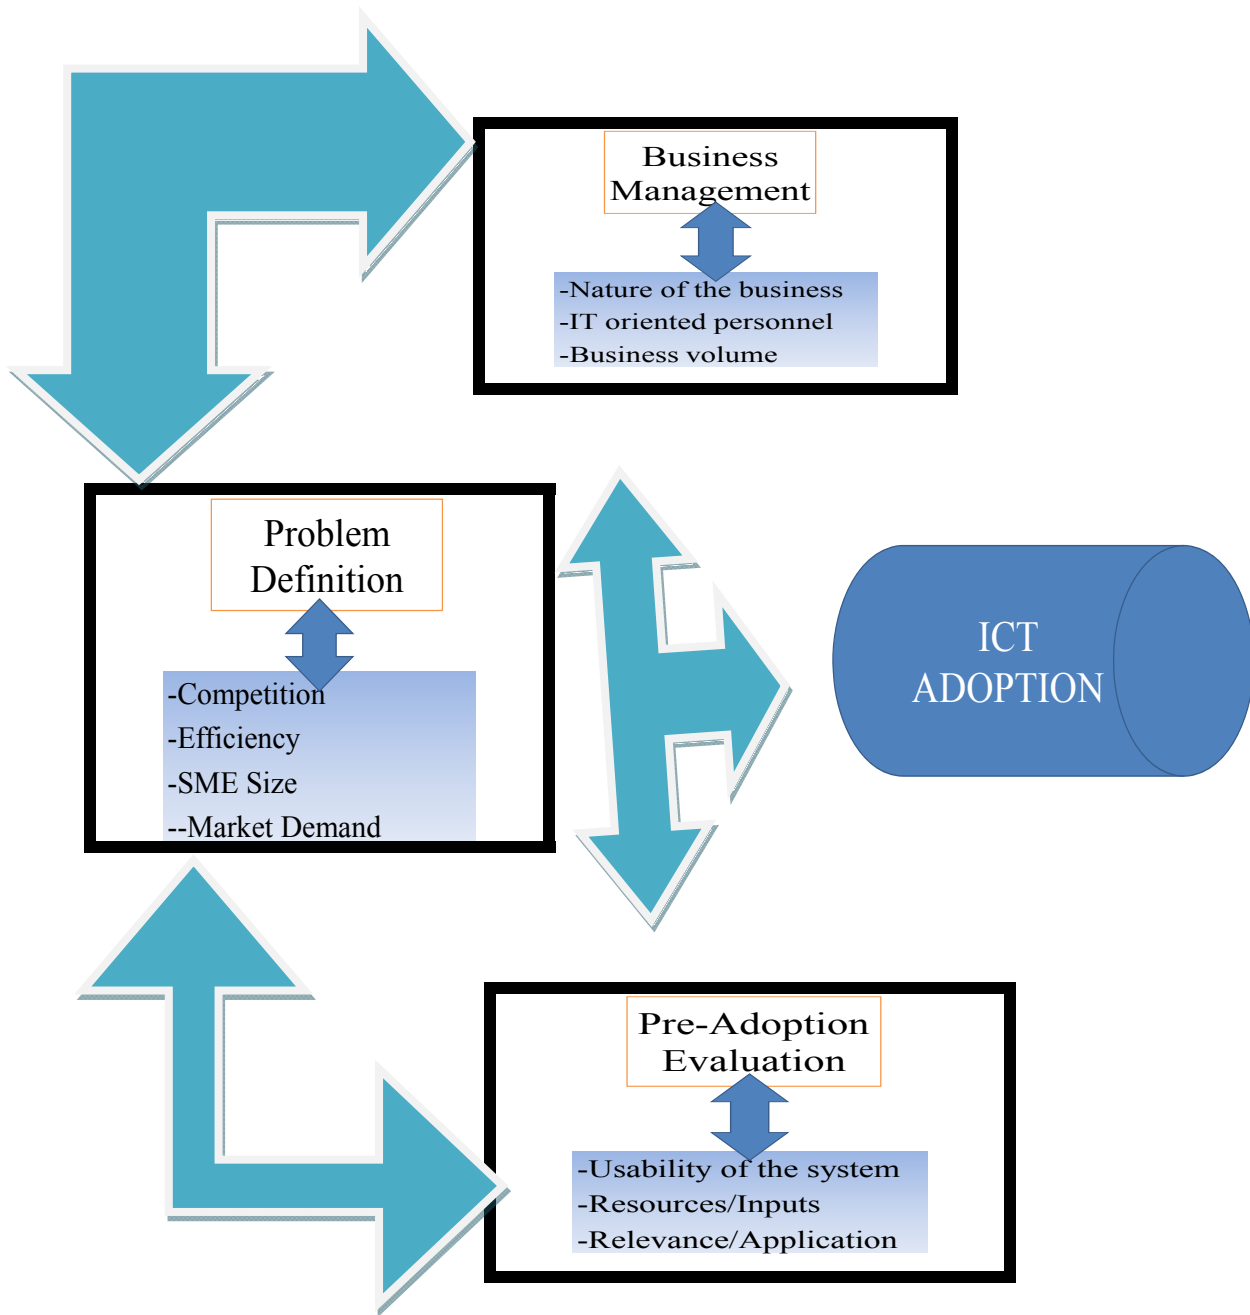 Business
Management
-Nature of the business
-IT oriented personnel
-Business volume
Problem
Definition
-Competition
-Efficiency
-SME Size
--Market Demand
ICT
ADOPTION
Pre-Adoption
Evaluation
-Usability of the system
-Resources/Inputs
-Relevance/Application